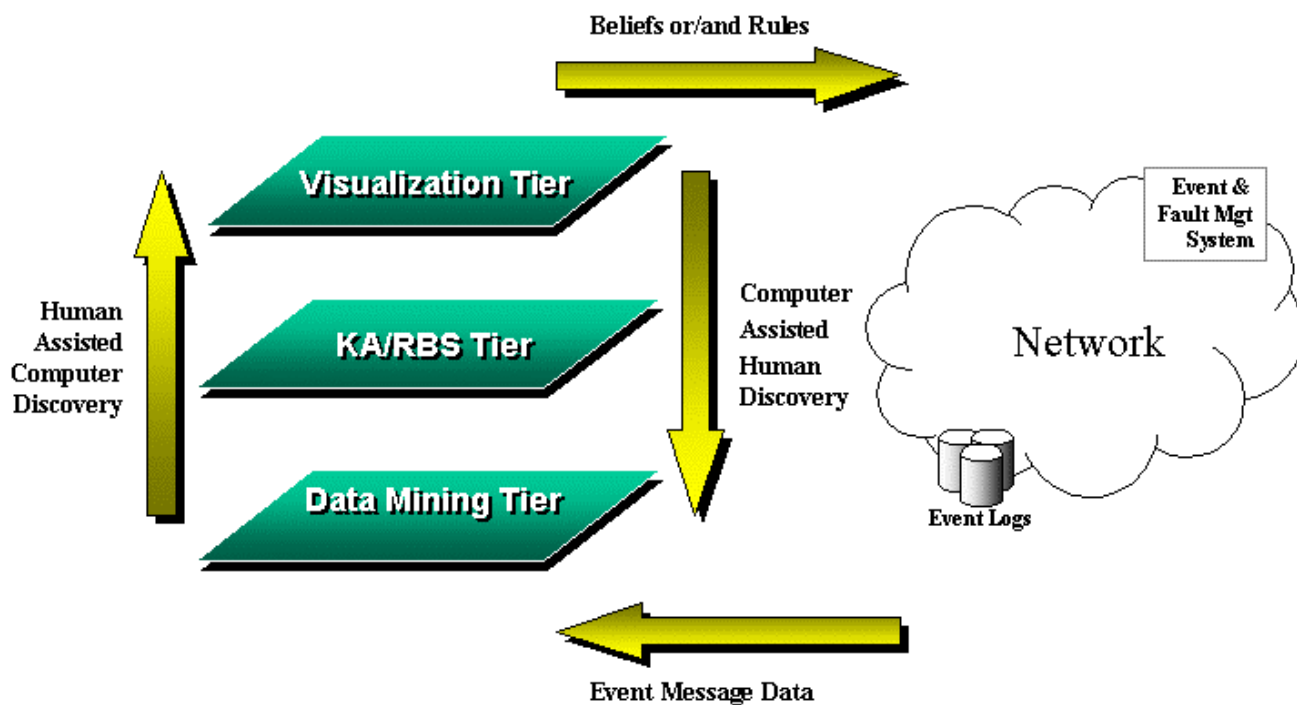 Beliefs or/and Rules
Visualization Tier
Event &
Fault Mgt
System
Human
Assisted
Computer
Discovery
KA/RBS Tier
Computer
Assisted
Human
Discovery
Network
Data Mining Tier
Event Logs
Event Message Data